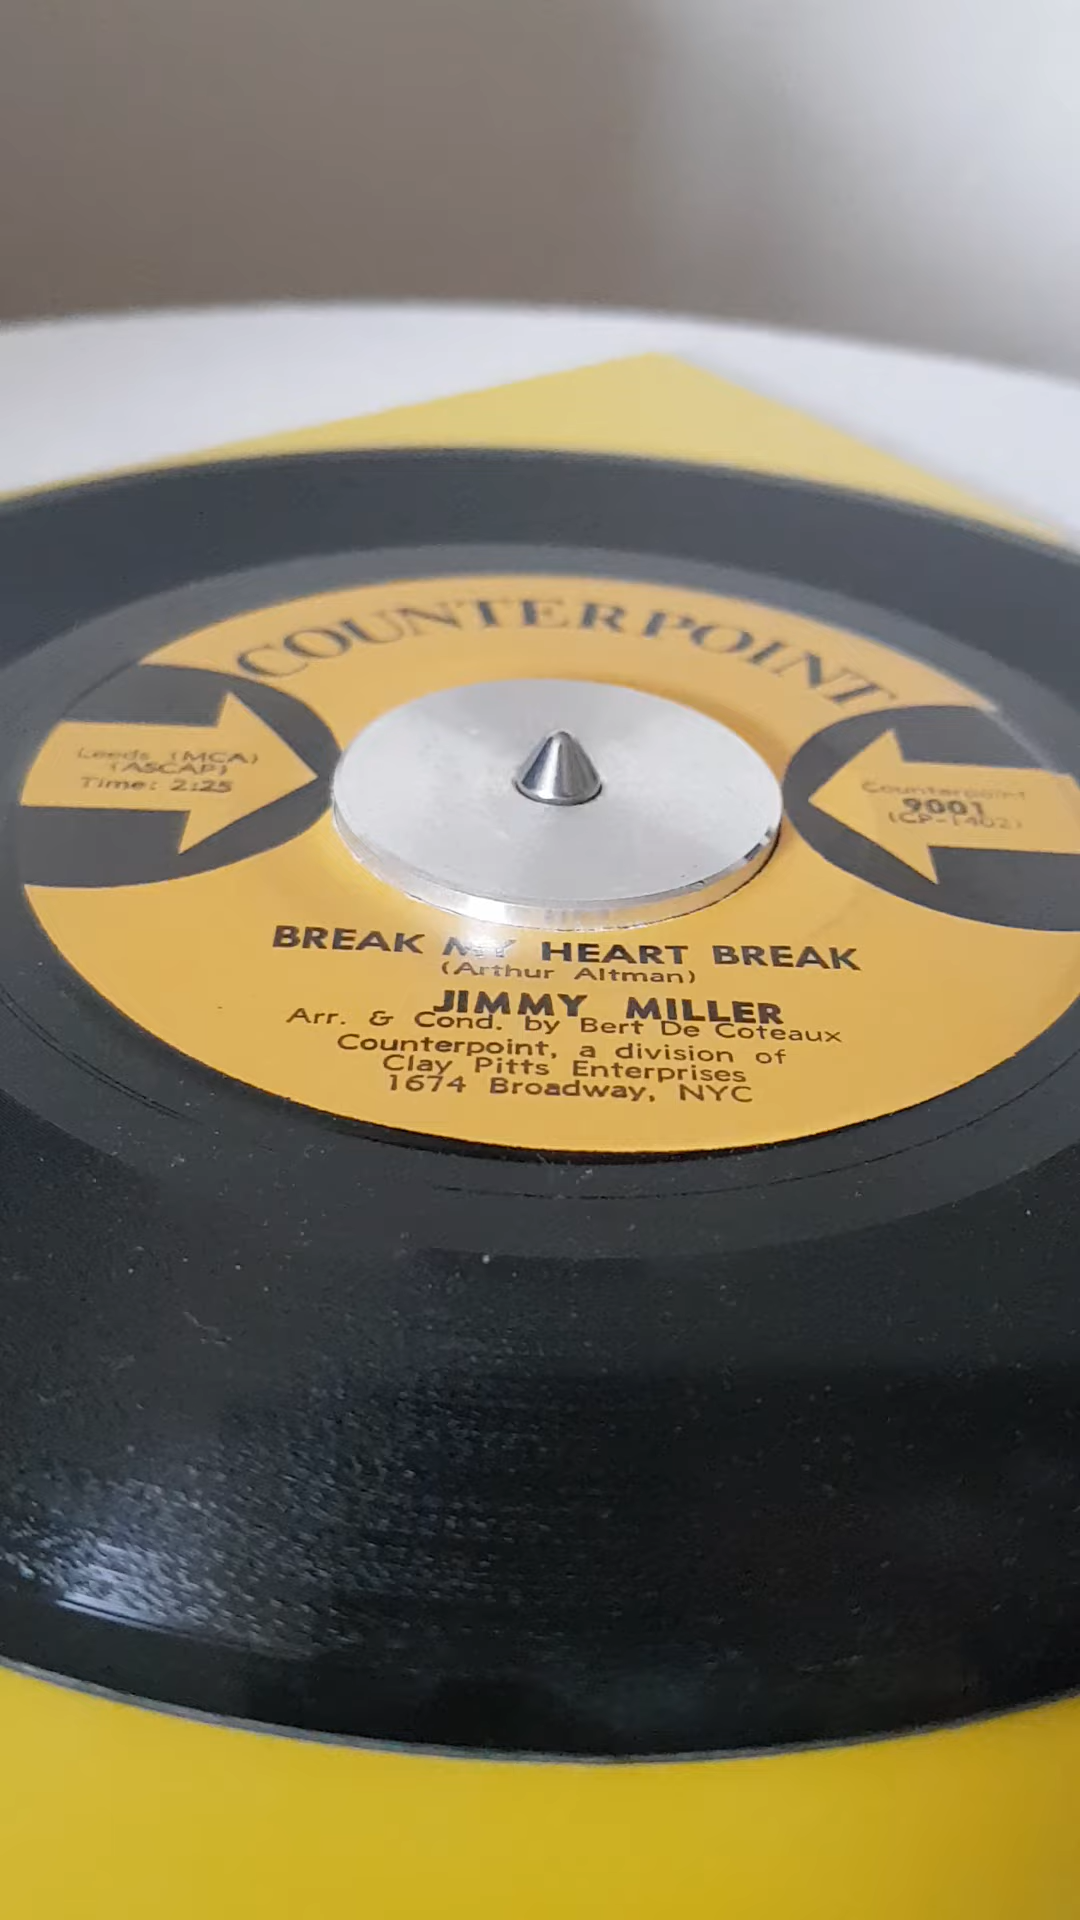 COUNTERPOINT
Leeds (MCA)
(ASCAP)
Time: 2:25
Counterpoint
9001
(CP-1402)
BREAK MY HEART BREAK
(Arthur Altman)
JIMMY MILLER
Arr. & Cond. by Bert De Coteaux
Counterpoint, a division of
Clay Pitts Enterprises
1674 Broadway, NYC